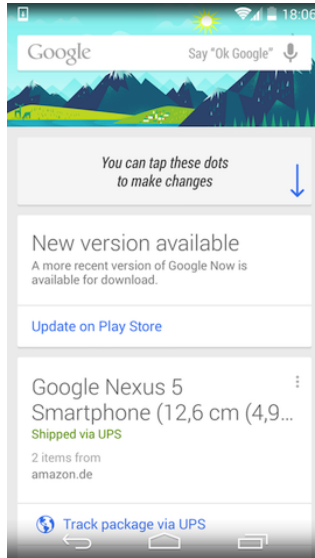 18:06
Google
Say "Ok Google"
You can tap these dots
to make changes
New version available
A more recent version of Google Now is
available for download.
Update on Play Store
Google Nexus 5
Smartphone (12,6 cm (4,9...
Shipped via UPS
2 items from
amazon.de
Track package via UPS